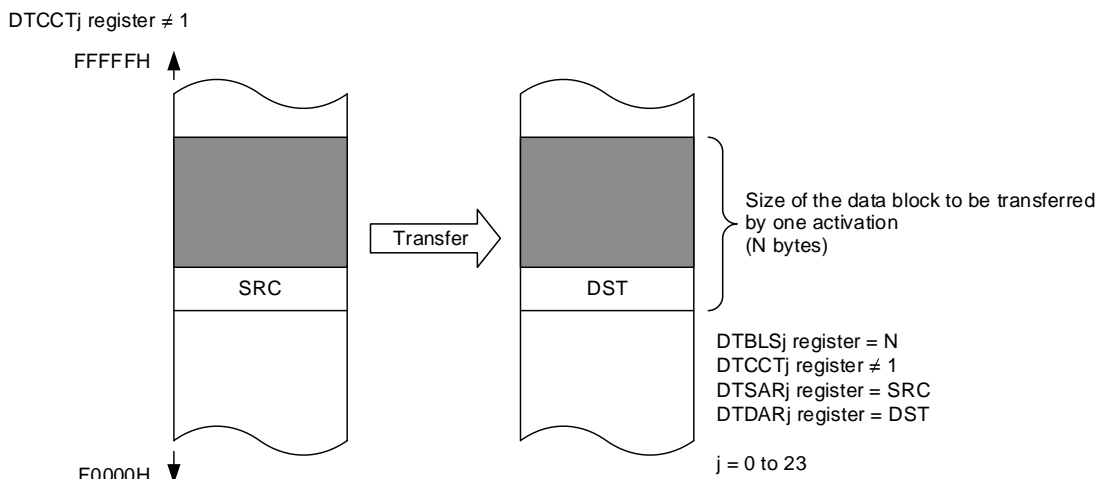 DTCCTj register ≠ 1
FFFFFH
SRC
Transfer
DST
Size of the data block to be transferred
by one activation
(N bytes)
DTBLSj register = N
DTCCTj register ≠ 1
DTSARj register = SRC
DTDARj register = DST
j = 0 to 23
F0000H